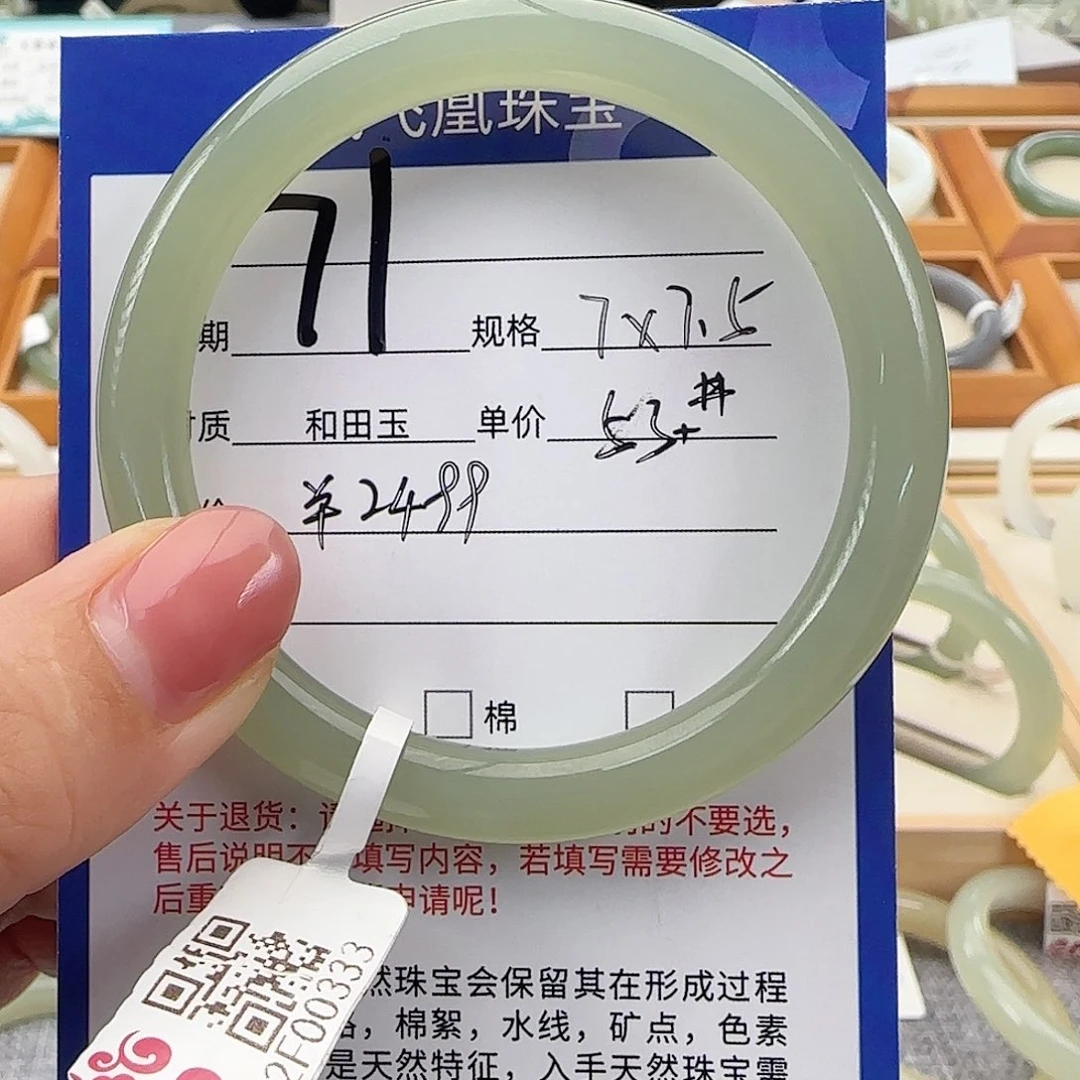 凰珠宝
71
期 规格 7x7.5
质 和田玉 单价 53+
¥2499
棉
关于退货：请 的不要选，
售后说明不 填写内容，若填写需要修改之
后重 申请呢！
然珠宝会保留其在形成过程
，棉絮，水线，矿点，色素
是天然特征，入手天然珠宝需
2F00333